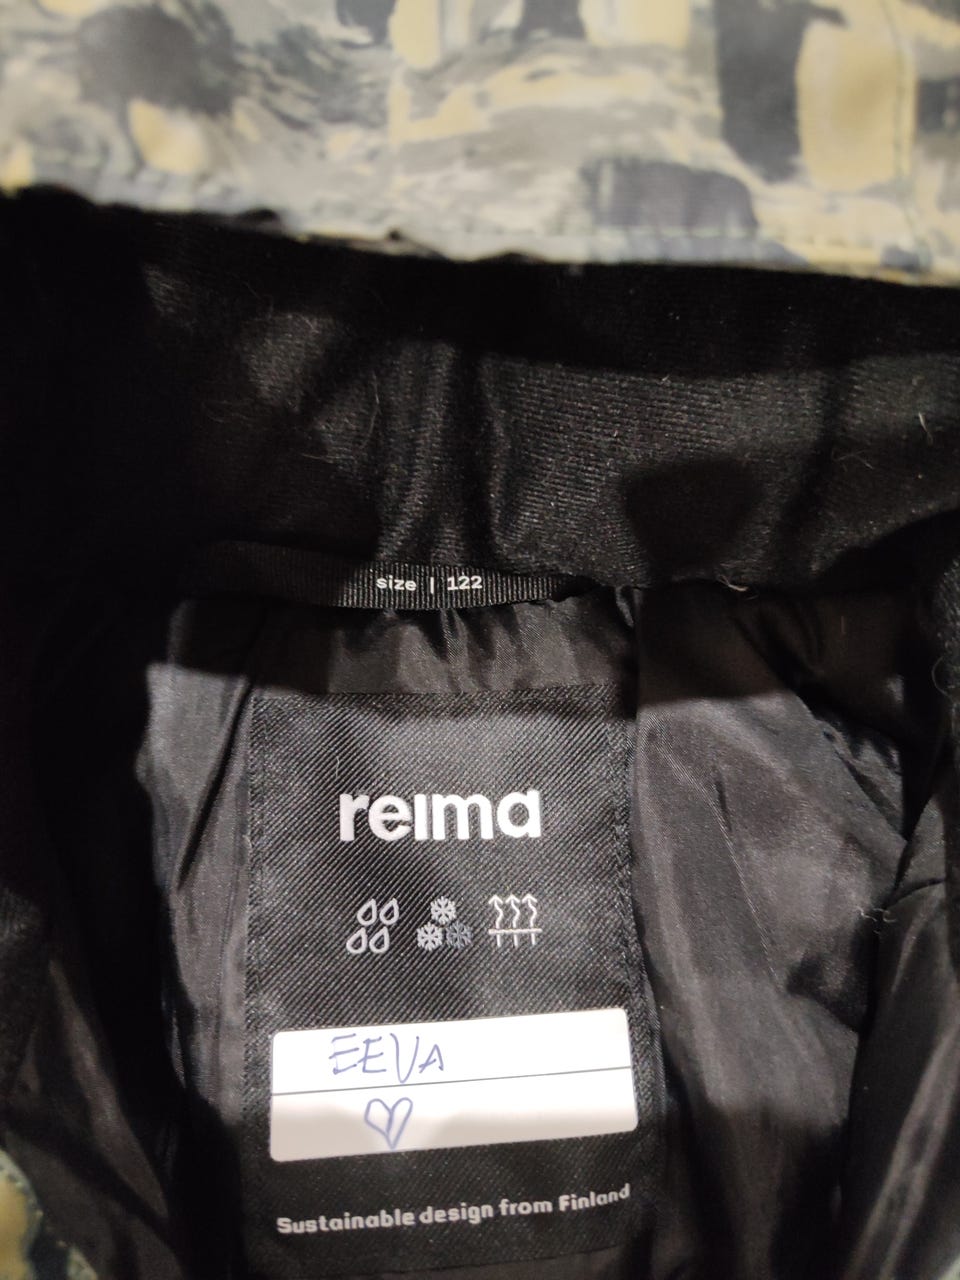 size | 122
reima
EEVA
Sustainable design from Finland